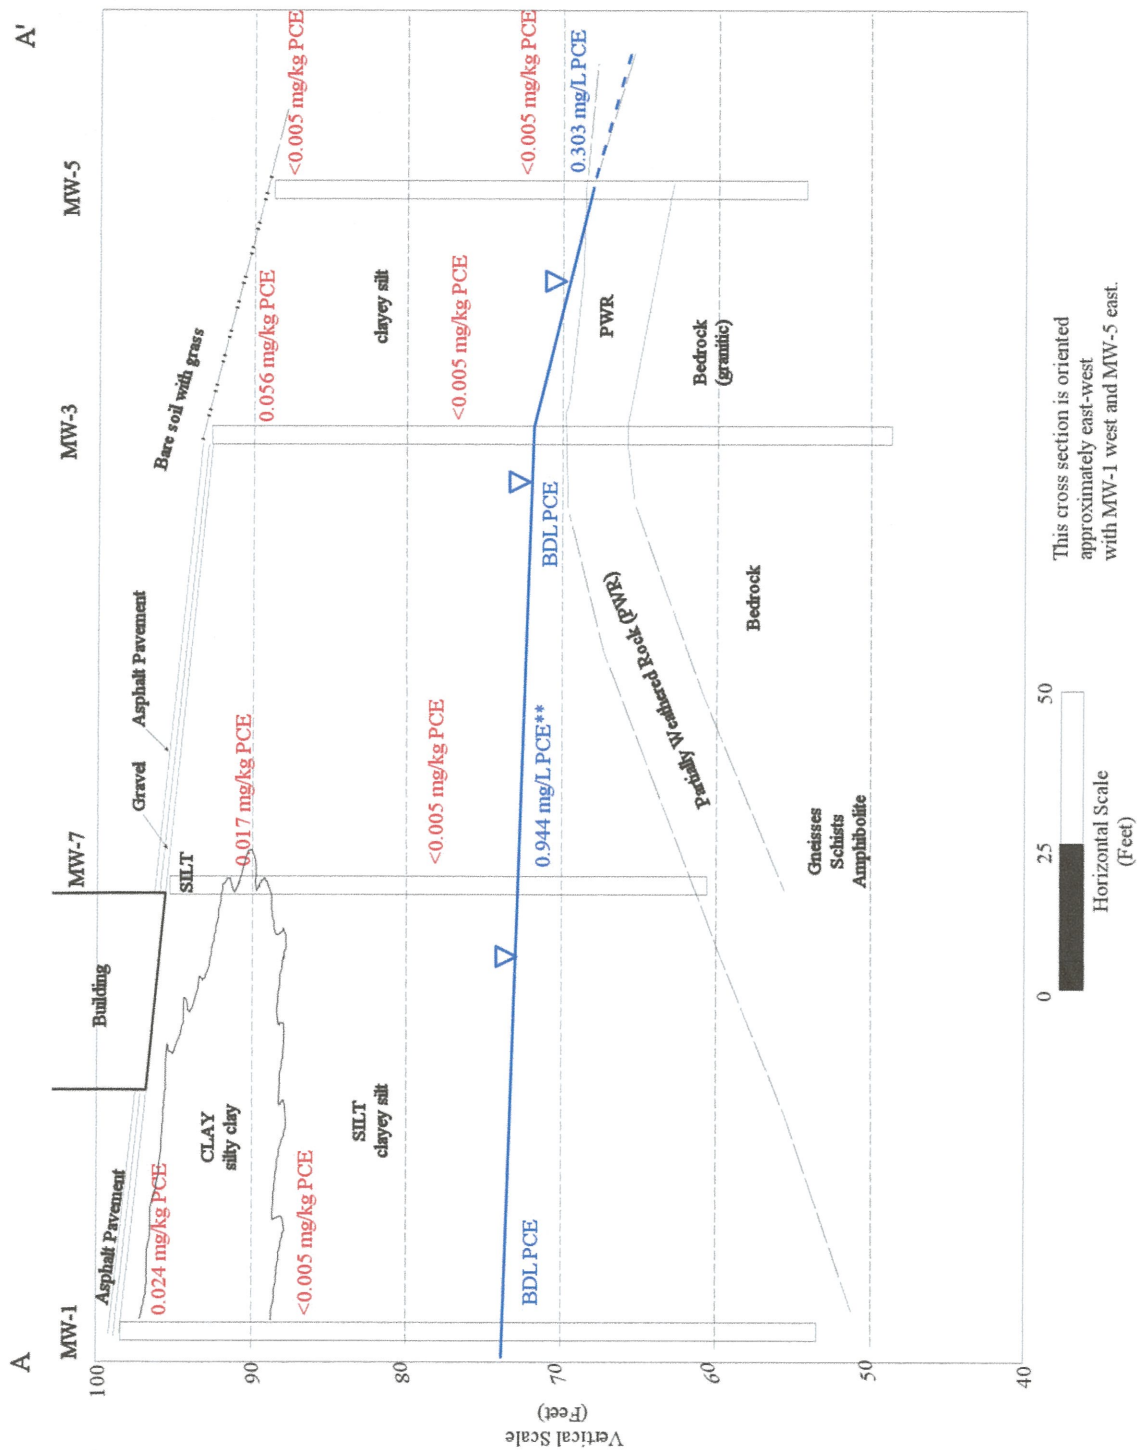 A
A'
MW-1
MW-7
MW-3
MW-5
Building
Asphalt Pavement
Gravel
Asphalt Pavement
Bare soil with grass
0.024 mg/kg PCE
CLAY
silty clay
<0.005 mg/kg PCE
SILT
0.017 mg/kg PCE
0.056 mg/kg PCE
<0.005 mg/kg PCE
SILT
clayey silt
<0.005 mg/kg PCE
clayey silt
<0.005 mg/kg PCE
<0.005 mg/kg PCE
BDL PCE
0.944 mg/L PCE**
BDL PCE
0.303 mg/L PCE
Partially Weathered Rock (PWR)
PWR
Bedrock
Bedrock
(granitic)
Gneisses
Schists
Amphibolite
100
90
80
70
60
50
40
Vertical Scale
(Feet)
0
25
50
Horizontal Scale
(Feet)
This cross section is oriented
approximately east-west
with MW-1 west and MW-5 east.